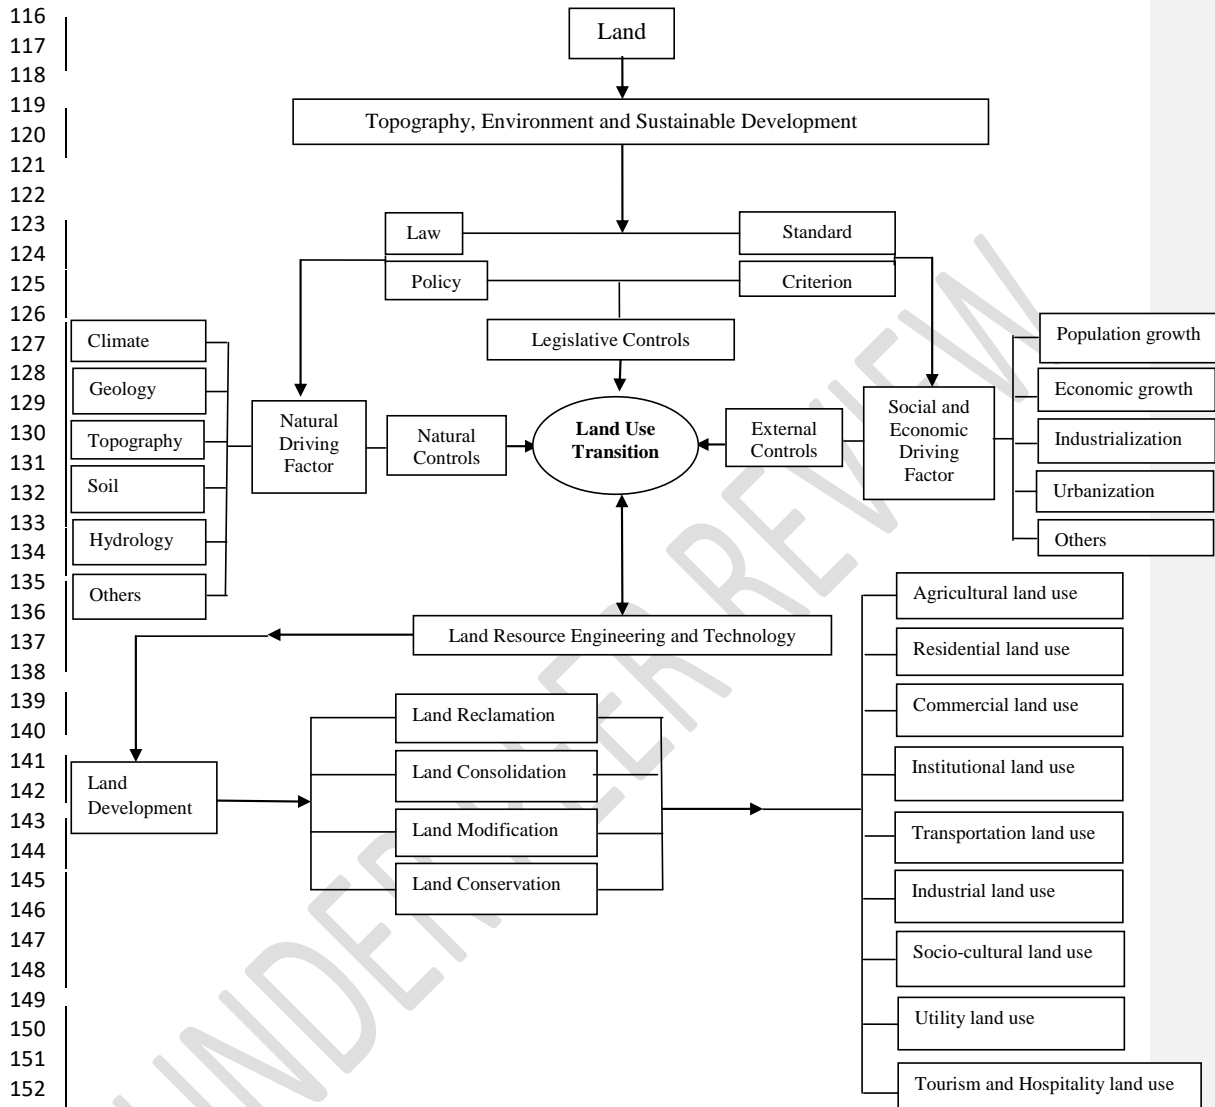 116
117
118
119
120
121
122
123
124
125
126
127
128
129
130
131
132
133
134
135
136
137
138
139
140
141
142
143
144
145
146
147
148
149
150
151
152
Land
Topography, Environment and Sustainable Development
Law
Standard
Policy
Criterion
Legislative Controls
Climate
Geology
Topography
Soil
Hydrology
Others
Natural
Driving
Factor
Natural
Controls
Land Use
Transition
External
Controls
Social and
Economic
Driving
Factor
Population growth
Economic growth
Industrialization
Urbanization
Others
Land Resource Engineering and Technology
Land
Development
Land Reclamation
Land Consolidation
Land Modification
Land Conservation
Agricultural land use
Residential land use
Commercial land use
Institutional land use
Transportation land use
Industrial land use
Socio-cultural land use
Utility land use
Tourism and Hospitality land use
UNDER PEER REVIEW